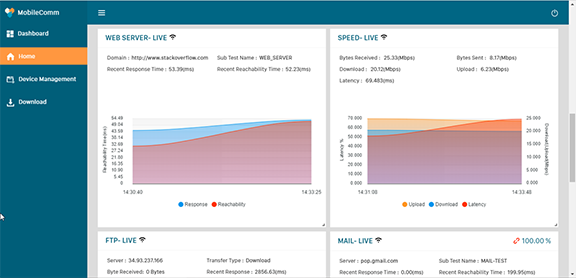 MobileComm
Dashboard
Home
Device Management
Download
WEB SERVER- LIVE
Domain : http://www.stackoverflow.com
Sub Test Name : WEB_SERVER
Recent Response Time : 53.39(ms)
Recent Reachability Time : 52.23(ms)
Reachability Time(ms)
54.49
49.04
43.59
38.14
32.69
27.24
21.80
16.35
10.90
5.45
0
14:30:40
14:33:25
Response
Reachability
SPEED- LIVE
Bytes Received : 25.33(Mbps)
Bytes Sent : 8.17(Mbps)
Download : 20.12(Mbps)
Upload : 6.23(Mbps)
Latency : 69.483(ms)
Latency %
70.000
60.000
50.000
40.000
30.000
20.000
10.000
0.000
25.000
20.000
15.000
10.000
5.000
0.000
14:31:08
14:33:48
Upload
Download
Latency
FTP- LIVE
Server : 34.93.237.166
Transfer Type : Download
Byte Received: 0 Bytes
Recent Response : 2856.63(ms)
MAIL- LIVE
100.00 %
Server : pop.gmail.com
Sub Test Name : MAIL-TEST
Recent Response Time : 0.00(ms)
Recent Reachability Time : 199.95(ms)